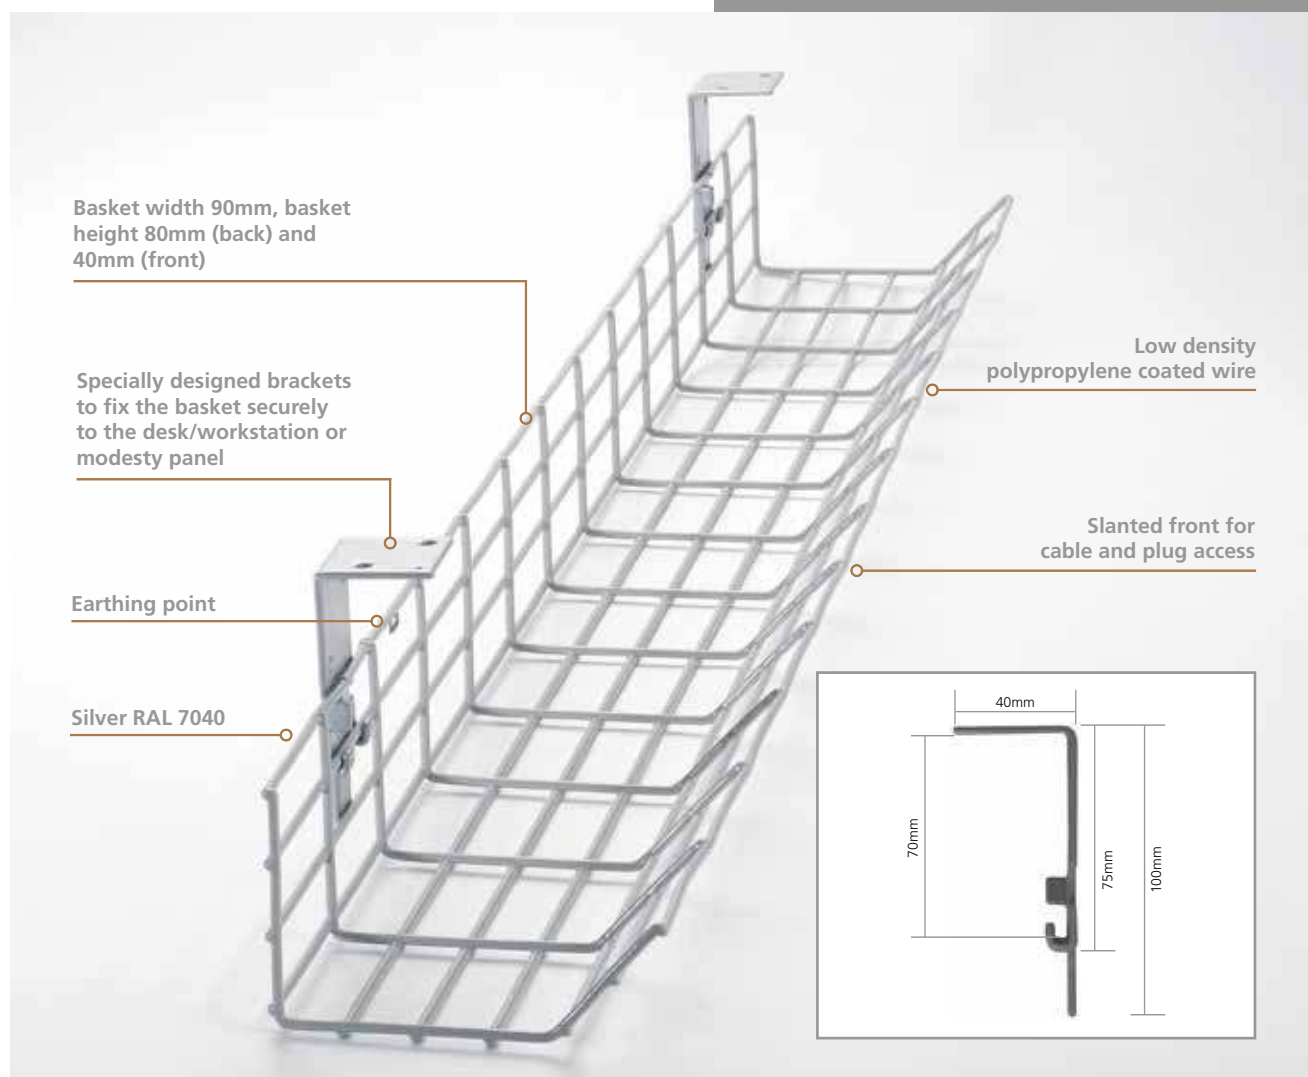 Basket width 90mm, basket
height 80mm (back) and
40mm (front)
Specially designed brackets
to fix the basket securely
to the desk/workstation or
modesty panel
Earthing point
Silver RAL 7040
Low density
polypropylene coated wire
Slanted front for
cable and plug access
40mm
70mm
75mm
100mm